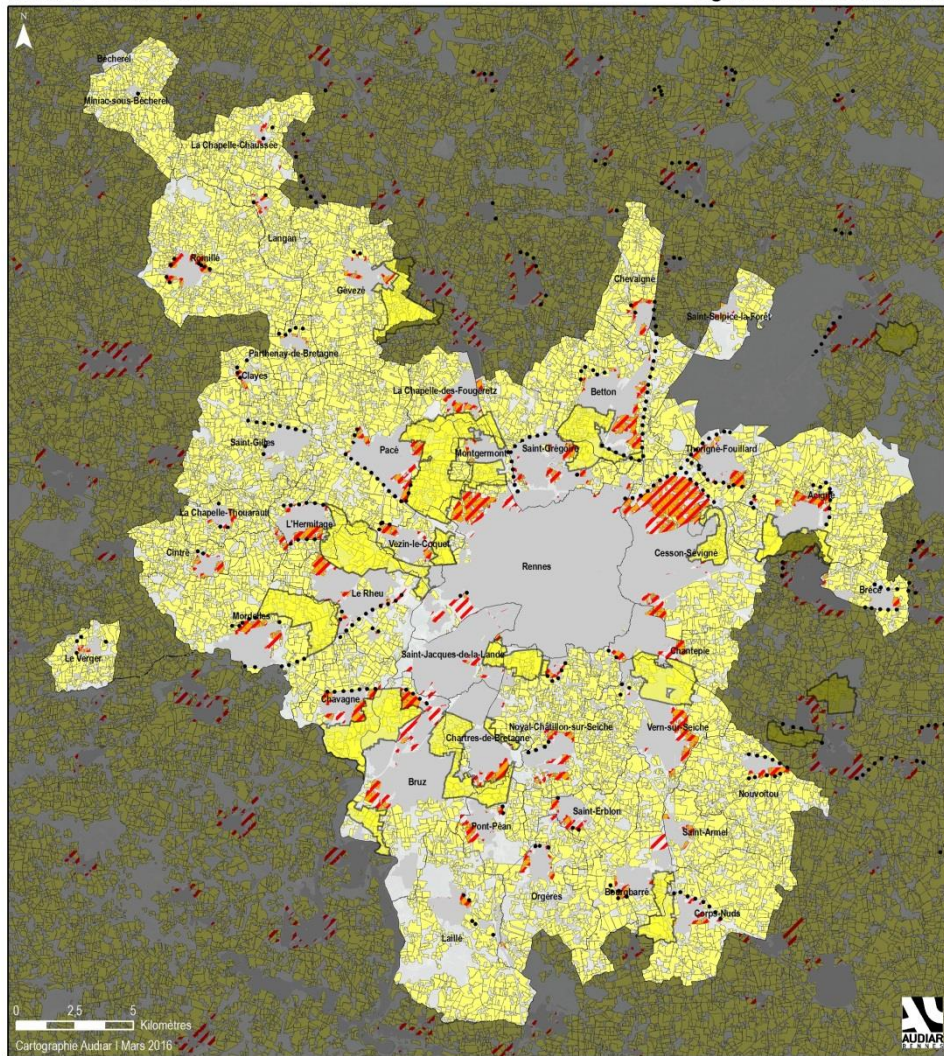 N
Bécherel
Miniac-sous-Bécherel
La Chapelle-Chaussée
Langan
Romillé
Gévezé
Chevaigné
Saint-Sulpice-la-Forêt
Parthenay-de-Bretagne
Clayes
La Chapelle-des-Fougeretz
Betton
Saint-Gilles
Pacé
Montgermont
Saint-Grégoire
Thorigné-Fouillard
La Chapelle-Thouarault
L'Hermitage
Acigné
Vezin-le-Coquet
Cintré
Rennes
Cesson-Sévigné
Le Rheu
Brécé
Mordelles
Le Verger
Saint-Jacques-de-la-Lande
Chantepie
Chavagne
Noyal-Châtillon-sur-Seiche
Vern-sur-Seiche
Chartres-de-Bretagne
Bruz
Nouvoitou
Saint-Erblon
Pont-Péan
Saint-Armel
Orgères
Bourgbarré
Corps-Nuds
Laillé
0 2,5 5
Kilomètres
Cartographie Audiar I Mars 2016
AUDIAR
RENNES